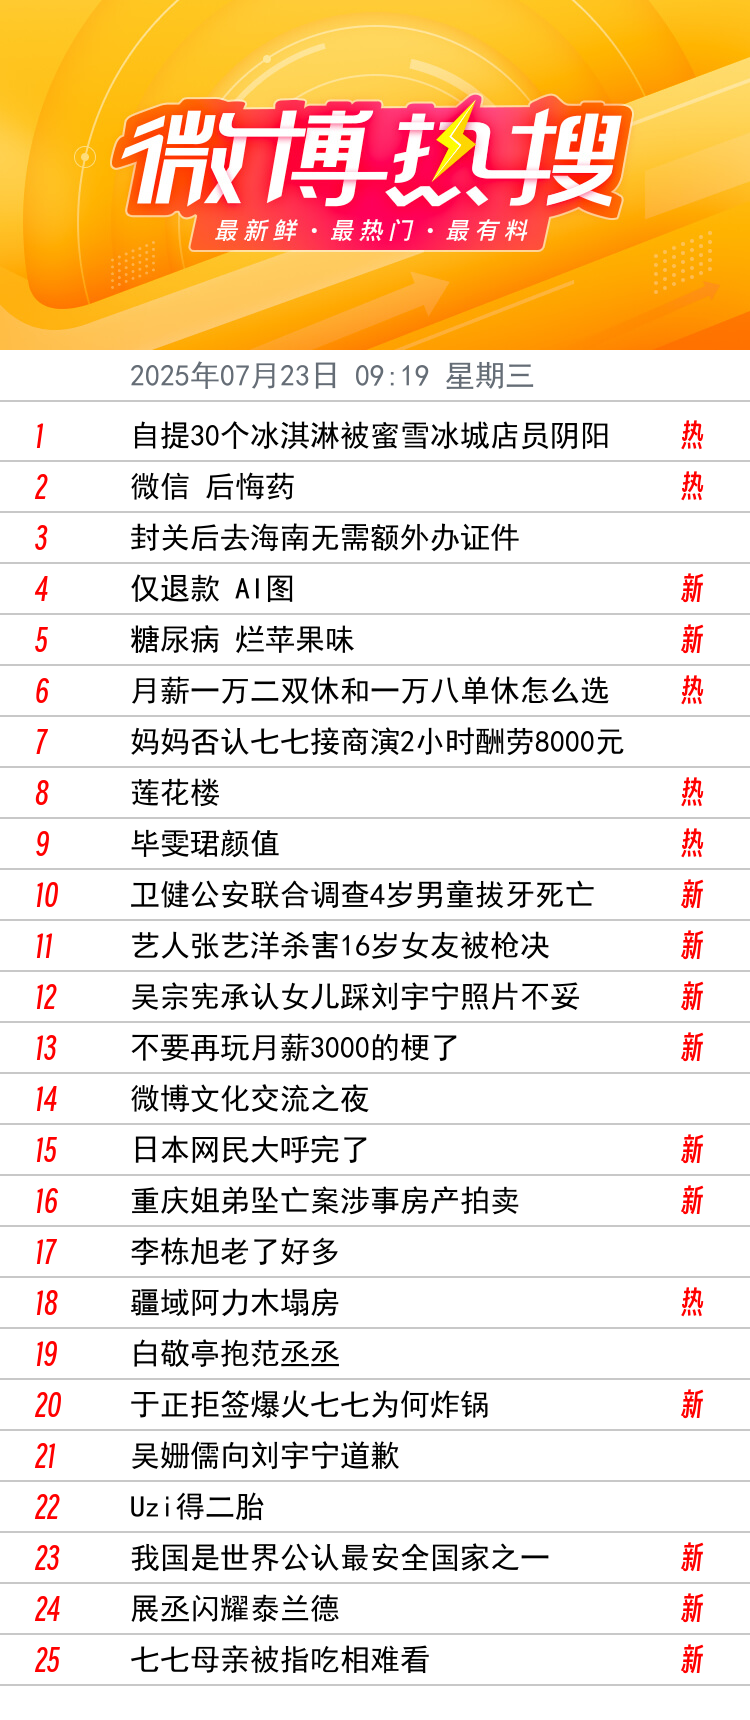 微博热搜
最新鲜·最热门·最有料
2025年07月23日 09:19 星期三
1 自提30个冰淇淋被蜜雪冰城店员阴阳 热
2 微信 后悔药 热
3 封关后去海南无需额外办证件
4 仅退款 AI图 新
5 糖尿病 烂苹果味 新
6 月薪一万二双休和一万八单休怎么选 热
7 妈妈否认七七接商演2小时酬劳8000元
8 莲花楼 热
9 毕雯珺颜值 热
10 卫健公安联合调查4岁男童拔牙死亡 新
11 艺人张艺洋杀害16岁女友被枪决 新
12 吴宗宪承认女儿踩刘宇宁照片不妥 新
13 不要再玩月薪3000的梗了 新
14 微博文化交流之夜
15 日本网民大呼完了 新
16 重庆姐弟坠亡案涉事房产拍卖 新
17 李栋旭老了好多
18 疆域阿力木塌房 热
19 白敬亭抱范丞丞
20 于正拒签爆火七七为何炸锅 新
21 吴姗儒向刘宇宁道歉
22 Uzi得二胎
23 我国是世界公认最安全国家之一 新
24 展丞闪耀泰兰德 新
25 七七母亲被指吃相难看 新